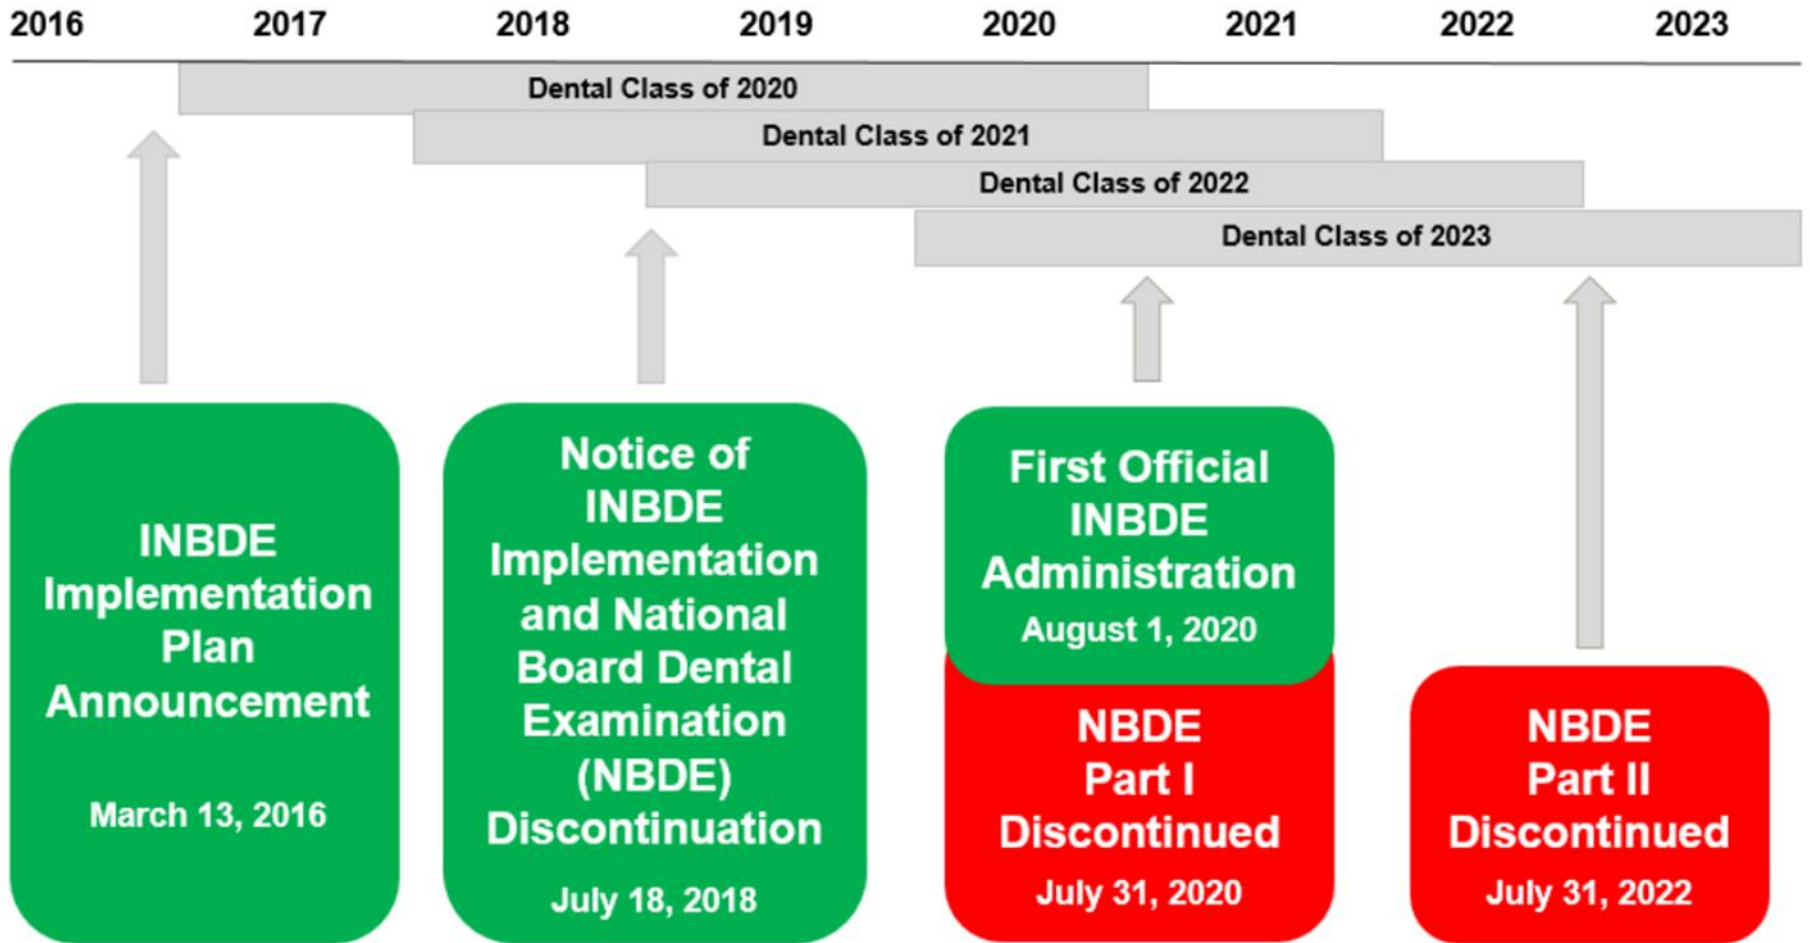 2016 2017 2018 2019 2020 2021 2022 2023
Dental Class of 2020
Dental Class of 2021
Dental Class of 2022
Dental Class of 2023
INBDE
Implementation
Plan
Announcement
March 13, 2016
Notice of
INBDE
Implementation
and National
Board Dental
Examination
(NBDE)
Discontinuation
July 18, 2018
First Official
INBDE
Administration
August 1, 2020
NBDE
Part I
Discontinued
July 31, 2020
NBDE
Part II
Discontinued
July 31, 2022